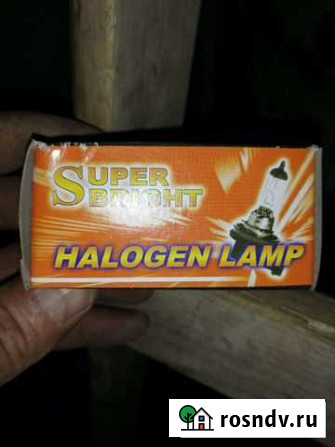 SUPER
BRIGHT
HALOGEN LAMP
rosndv.ru